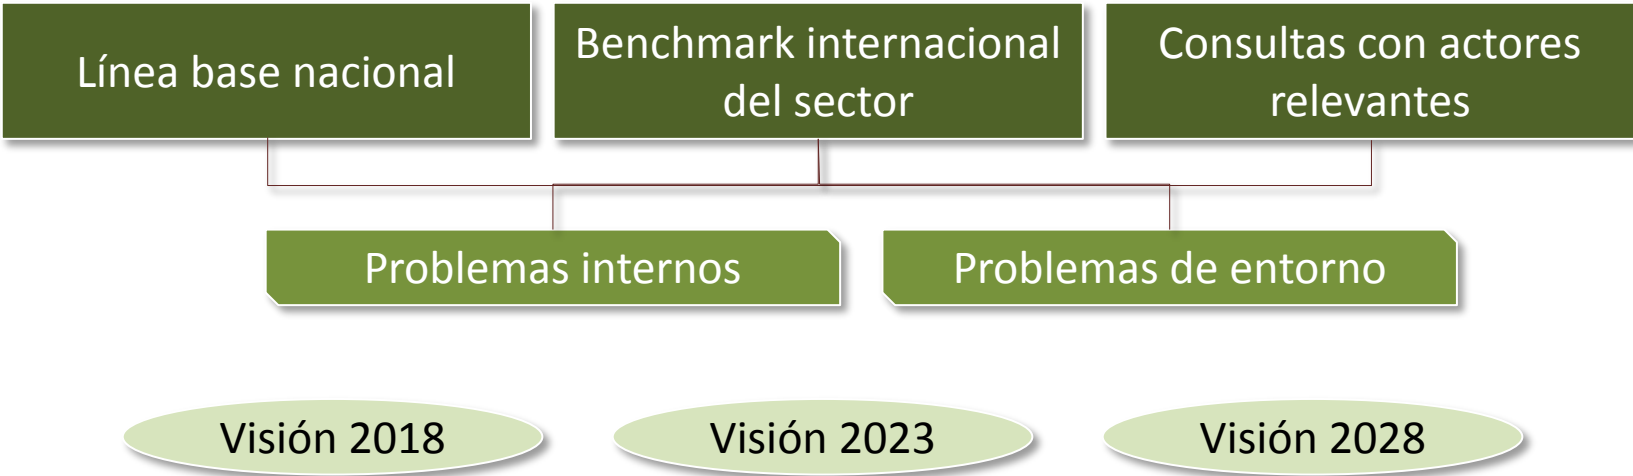 Línea base nacional
Benchmark internacional
del sector
Consultas con actores
relevantes
Problemas internos
Problemas de entorno
Visión 2018
Visión 2023
Visión 2028